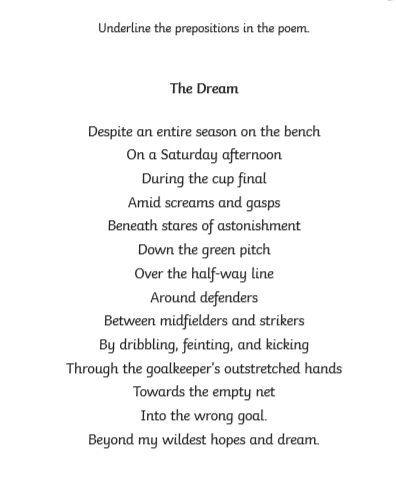 Underline the prepositions in the poem.
The Dream
Despite an entire season on the bench
On a Saturday afternoon
During the cup final
Amid screams and gasps
Beneath stares of astonishment
Down the green pitch
Over the half-way line
Around defenders
Between midfielders and strikers
By dribbling, feinting, and kicking
Through the goalkeeper's outstretched hands
Towards the empty net
Into the wrong goal.
Beyond my wildest hopes and dream.